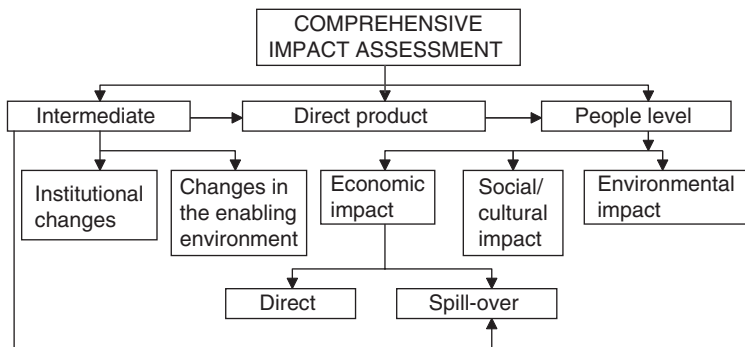 COMPREHENSIVE
IMPACT ASSESSMENT
Intermediate
Direct product
People level
Institutional
changes
Changes in
the enabling
environment
Economic
impact
Social/
cultural
impact
Environmental
impact
Direct
Spill-over